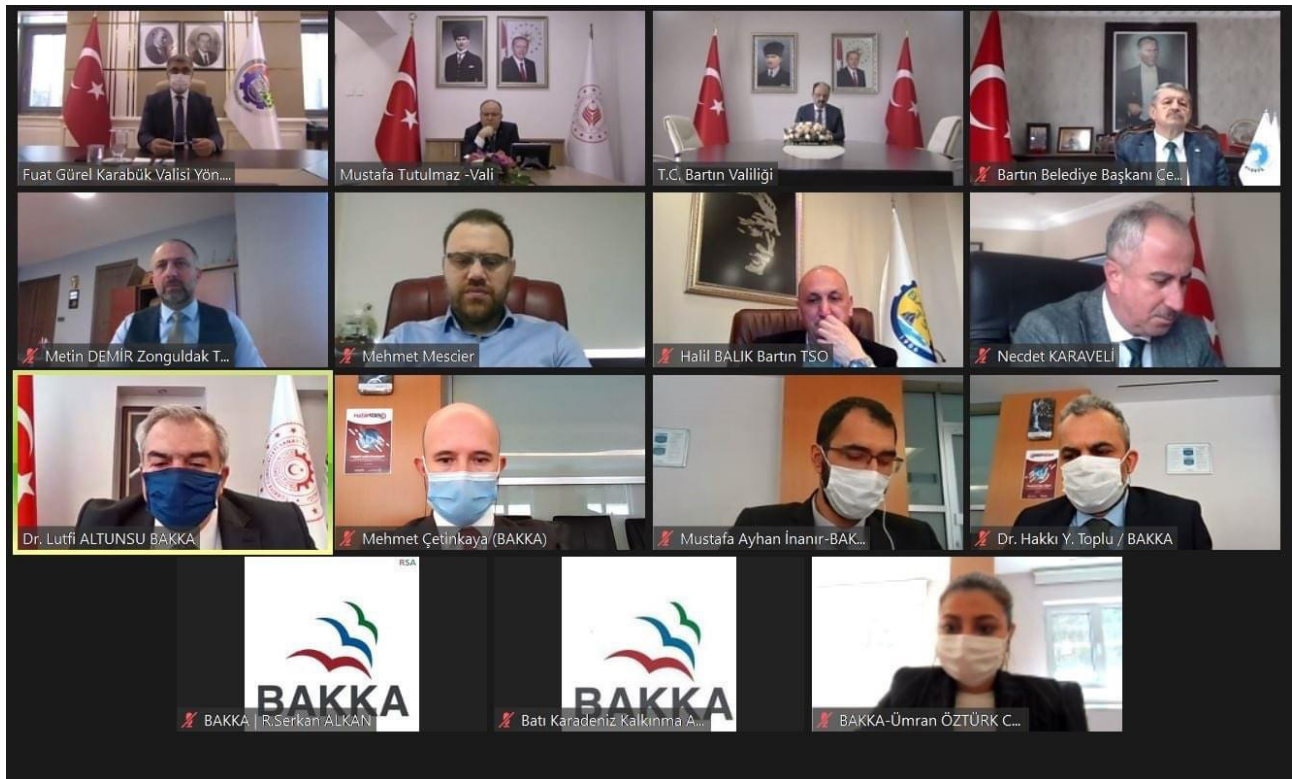 Fuat Gürel Karabük Valisi Yön....
Mustafa Tutulmaz -Vali
T.C. Bartın Valiliği
Bartın Belediye Başkanı Ce...
Metin DEMİR Zonguldak T...
Mehmet Mescier
Halil BALIK Bartın TSO
Necdet KARAVELİ
Dr. Lutfi ALTUNSU BAKKA
Mehmet Çetinkaya (BAKKA)
Mustafa Ayhan İnanır-BAK...
Dr. Hakkı Y. Toplu / BAKKA
RSA
BAKKA
BAKKA | R.Serkan ALKAN
BAKKA
Batı Karadeniz Kalkınma A...
BAKKA-Ümran ÖZTÜRK C...